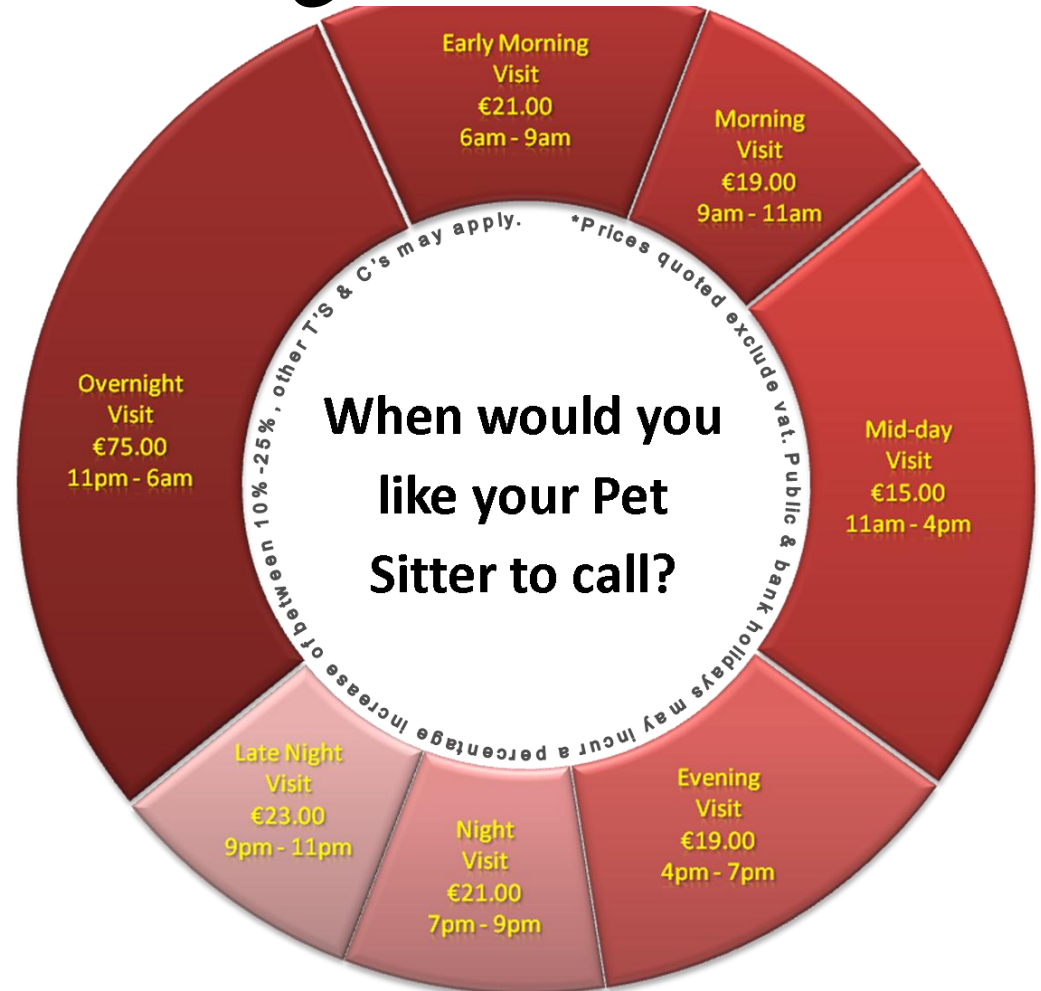 When would you
like your Pet
Sitter to call?
Early Morning
Visit
€21.00
6am - 9am
Morning
Visit
€19.00
9am - 11am
Mid-day
Visit
€15.00
11am - 4pm
Evening
Visit
€19.00
4pm - 7pm
Night
Visit
€21.00
7pm - 9pm
Late Night
Visit
€23.00
9pm - 11pm
Overnight
Visit
€75.00
11pm - 6am
*Prices quoted exclude vat. Public & bank holidays may incur a percentage increase of between 10%-25%, other T'S & C's may apply.